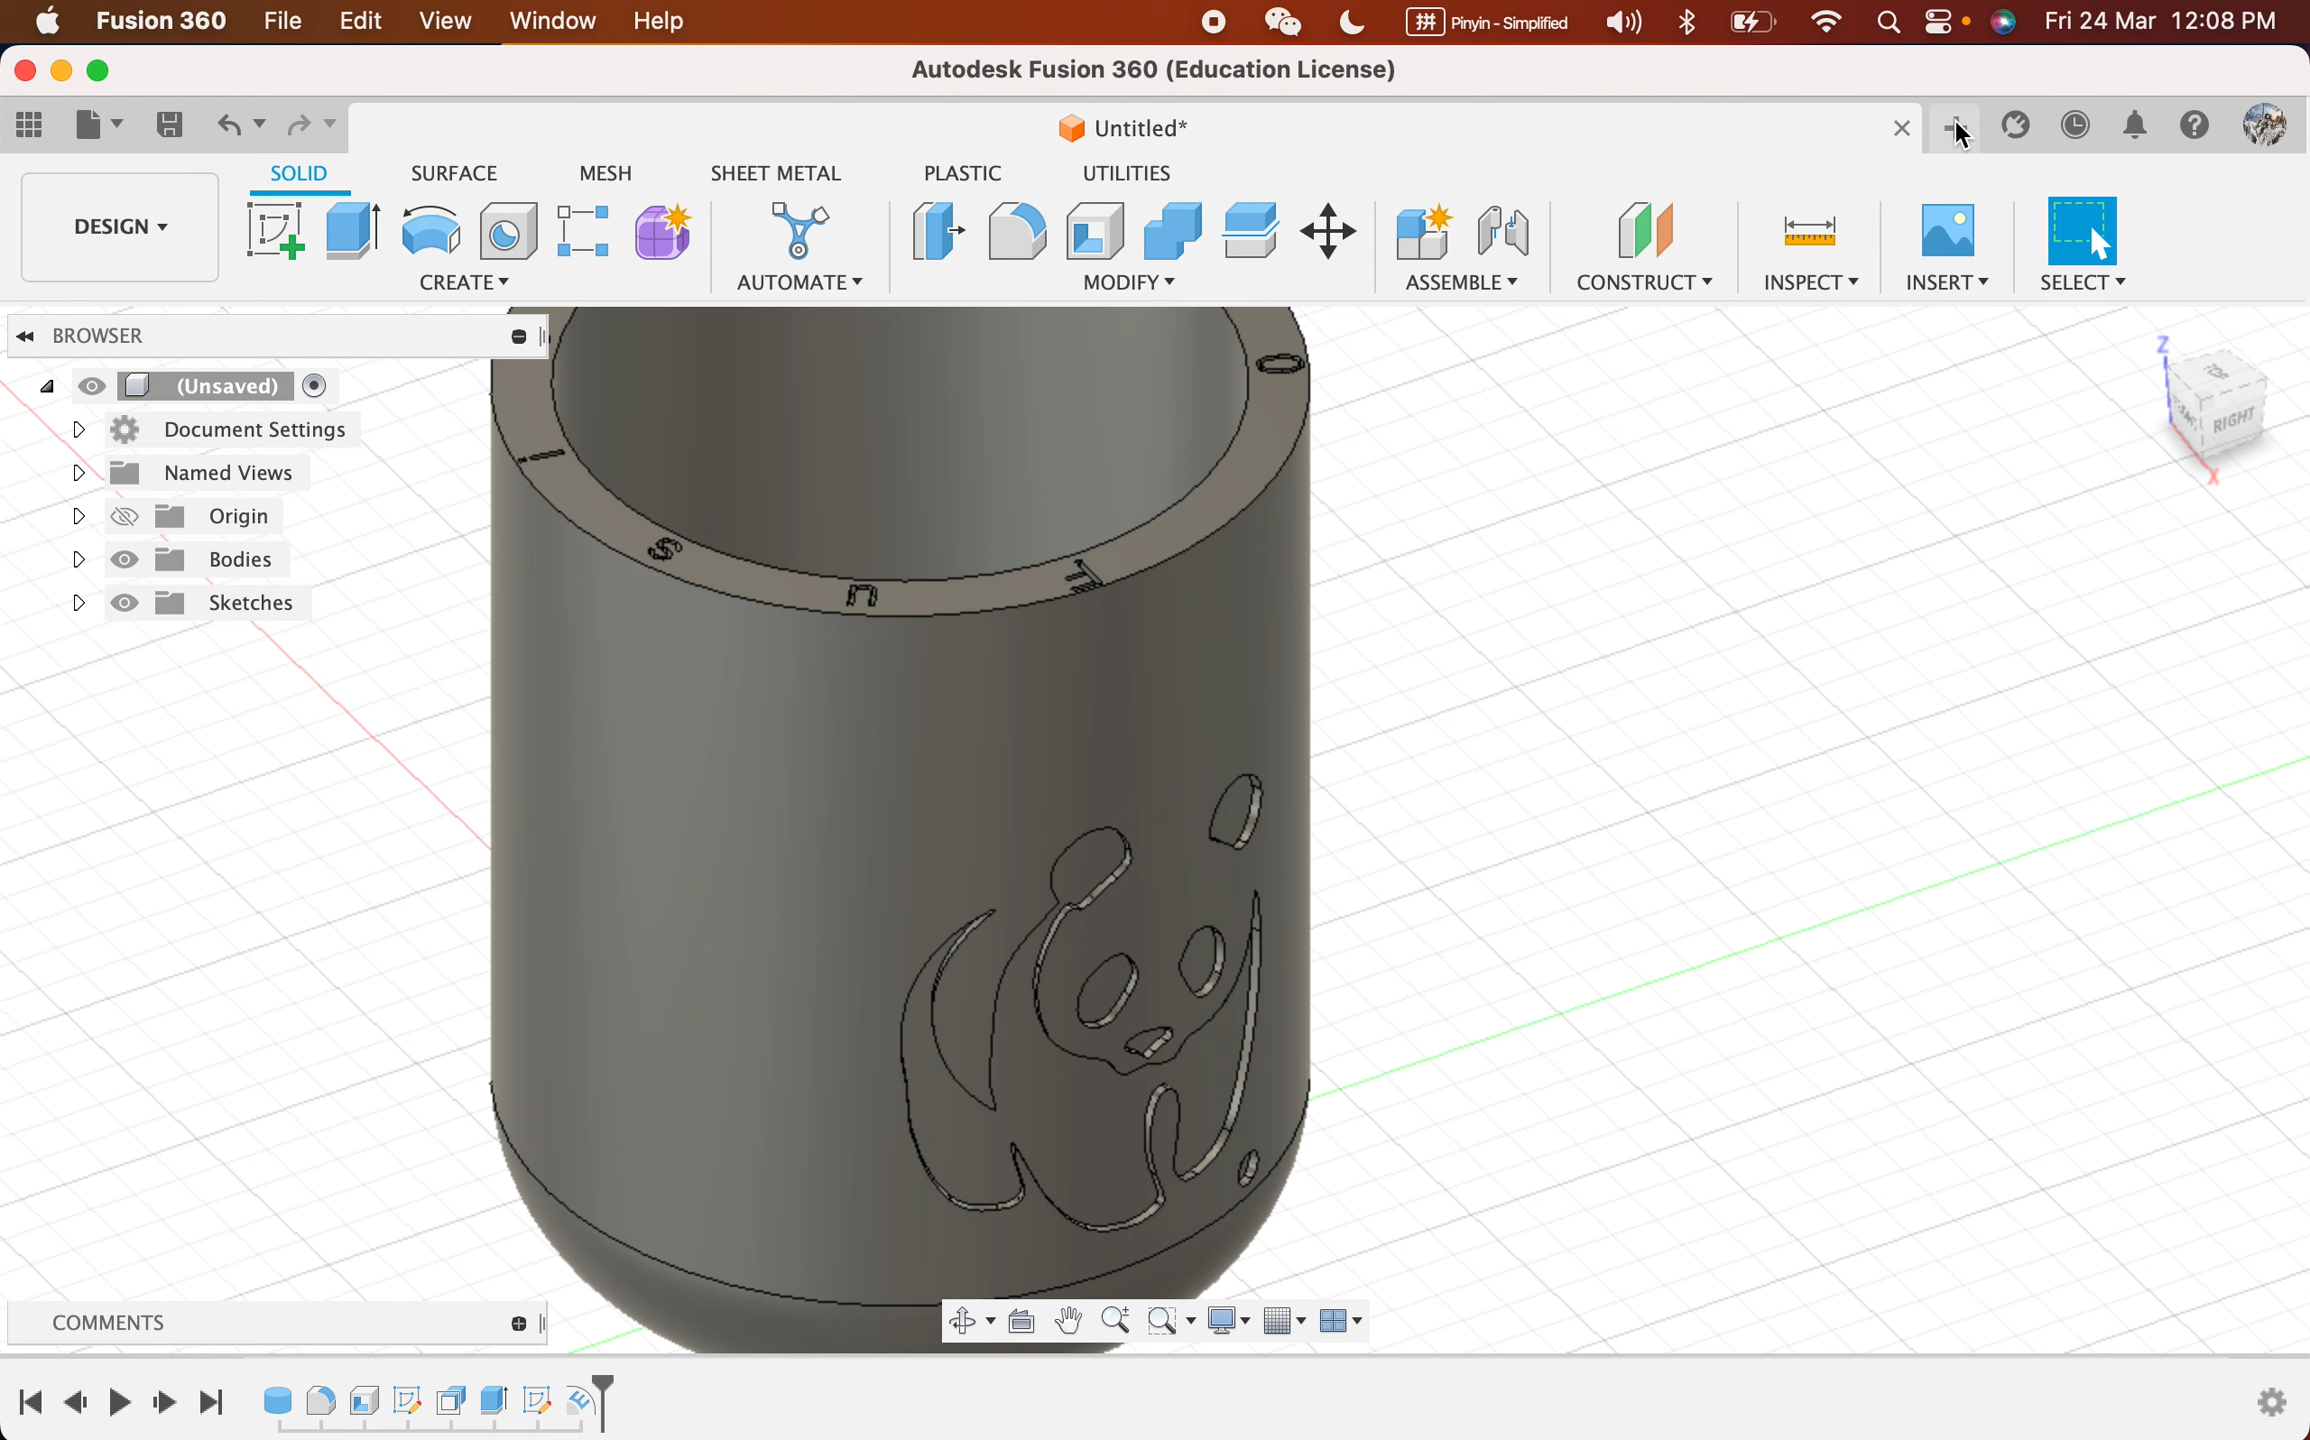 Fusion 360 File Edit View Window Help 拼 Pinyin - Simplified Fri 24 Mar 12:08 PM
Autodesk Fusion 360 (Education License)
Untitled*
SOLID SURFACE MESH SHEET METAL PLASTIC UTILITIES
DESIGN
CREATE AUTOMATE MODIFY ASSEMBLE CONSTRUCT INSPECT INSERT SELECT
BROWSER
(Unsaved)
Document Settings
Named Views
Origin
Bodies
Sketches
Z
TOP
RIGHT
X
COMMENTS